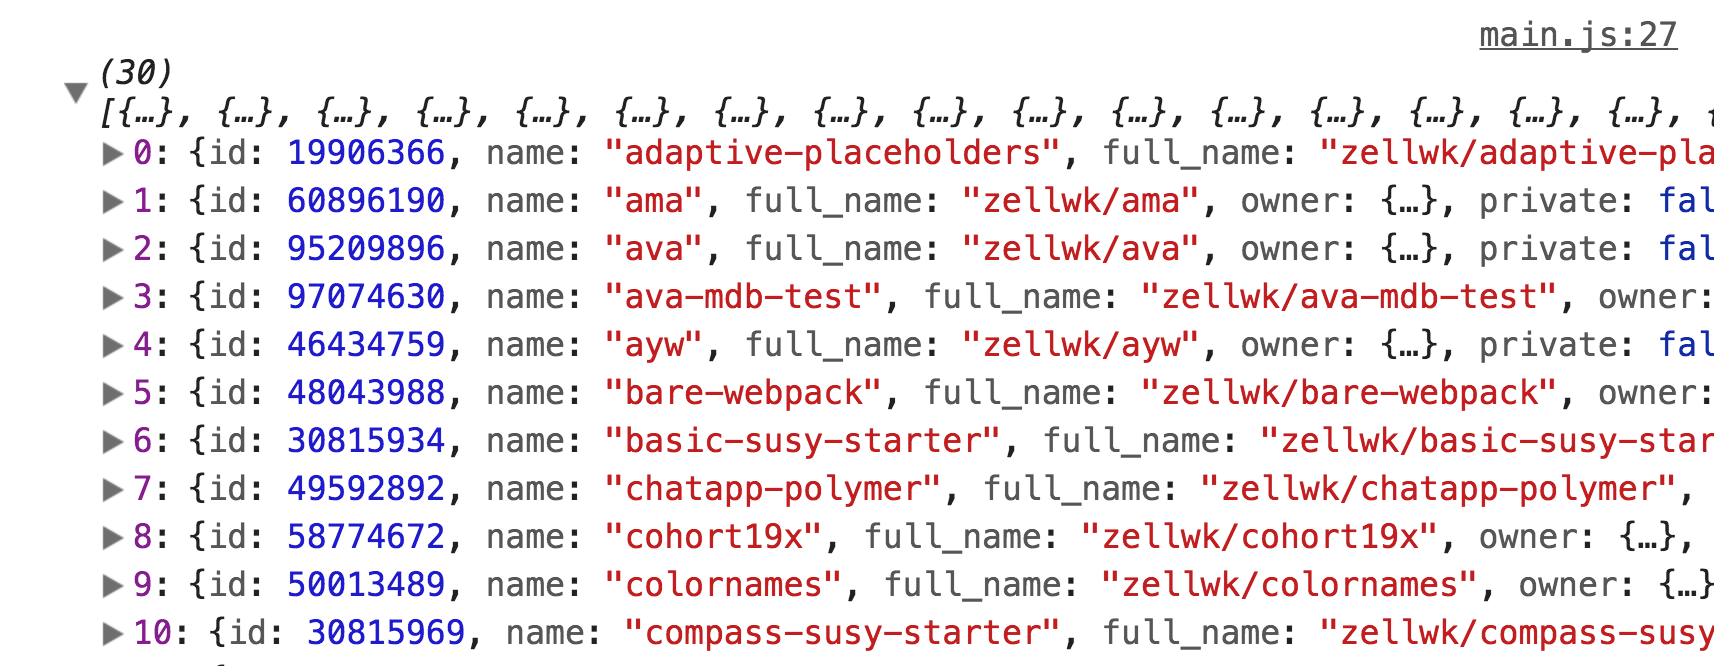 main.js:27
(30)
[{…}, {…}, {…}, {…}, {…}, {…}, {…}, {…}, {…}, {…}, {…}, {…}, {…}, {…}, {…}, {…},
▶0: {id: 19906366, name: "adaptive-placeholders", full_name: "zellwk/adaptive-pla
▶1: {id: 60896190, name: "ama", full_name: "zellwk/ama", owner: {…}, private: fal
▶2: {id: 95209896, name: "ava", full_name: "zellwk/ava", owner: {…}, private: fal
▶3: {id: 97074630, name: "ava-mdb-test", full_name: "zellwk/ava-mdb-test", owner:
▶4: {id: 46434759, name: "ayw", full_name: "zellwk/ayw", owner: {…}, private: fal
▶5: {id: 48043988, name: "bare-webpack", full_name: "zellwk/bare-webpack", owner:
▶6: {id: 30815934, name: "basic-susy-starter", full_name: "zellwk/basic-susy-star
▶7: {id: 49592892, name: "chatapp-polymer", full_name: "zellwk/chatapp-polymer",
▶8: {id: 58774672, name: "cohort19x", full_name: "zellwk/cohort19x", owner: {…},
▶9: {id: 50013489, name: "colornames", full_name: "zellwk/colornames", owner: {…}
▶10: {id: 30815969, name: "compass-susy-starter", full_name: "zellwk/compass-susy